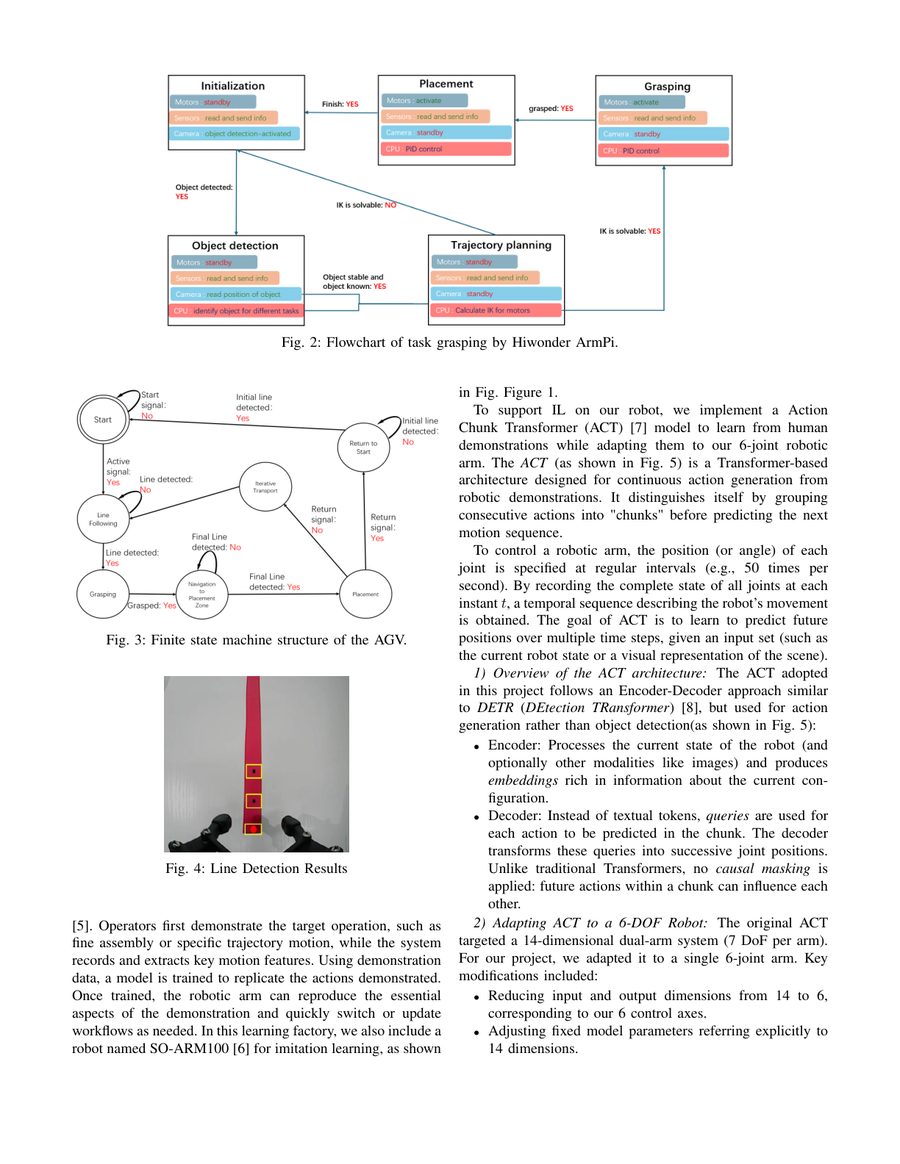 Initialization
Motors: standby
Sensors: read and send info
Camera: object detection-activated
Finish: YES
Placement
Motors: activate
Sensors: read and send info
Camera: standby
CPU: PID control
grasped: YES
Grasping
Motors: activate
Sensors: read and send info
Camera: standby
CPU: PID control
Object detected:
YES
IK is solvable: NO
IK is solvable: YES
Object detection
Motors: standby
Sensors: read and send info
Camera: read position of object
CPU: identify object for different tasks
Object stable and
object known: YES
Trajectory planning
Motors: standby
Sensors: read and send info
Camera: standby
CPU: Calculate IK for motors
Fig. 2: Flowchart of task grasping by Hiwonder ArmPi.
Start
Start
signal:
No
Initial line
detected:
Yes
Initial line
detected:
No
Return to
Start
Active
signal:
Yes
Line detected:
No
Iterative
Transport
Line
Following
Return
signal:
No
Return
signal:
Yes
Line detected:
Yes
Final Line
detected: No
Grasping
Grasped: Yes
Navigation
to
Placement
Zone
Final Line
detected: Yes
Placement
Fig. 3: Finite state machine structure of the AGV.
Fig. 4: Line Detection Results
[5]. Operators first demonstrate the target operation, such as
fine assembly or specific trajectory motion, while the system
records and extracts key motion features. Using demonstration
data, a model is trained to replicate the actions demonstrated.
Once trained, the robotic arm can reproduce the essential
aspects of the demonstration and quickly switch or update
workflows as needed. In this learning factory, we also include a
robot named SO-ARM100 [6] for imitation learning, as shown
in Fig. Figure 1.
To support IL on our robot, we implement a Action
Chunk Transformer (ACT) [7] model to learn from human
demonstrations while adapting them to our 6-joint robotic
arm. The ACT (as shown in Fig. 5) is a Transformer-based
architecture designed for continuous action generation from
robotic demonstrations. It distinguishes itself by grouping
consecutive actions into "chunks" before predicting the next
motion sequence.
To control a robotic arm, the position (or angle) of each
joint is specified at regular intervals (e.g., 50 times per
second). By recording the complete state of all joints at each
instant t, a temporal sequence describing the robot's movement
is obtained. The goal of ACT is to learn to predict future
positions over multiple time steps, given an input set (such as
the current robot state or a visual representation of the scene).
1) Overview of the ACT architecture: The ACT adopted
in this project follows an Encoder-Decoder approach similar
to DETR (DEtection TRansformer) [8], but used for action
generation rather than object detection(as shown in Fig. 5):
• Encoder: Processes the current state of the robot (and
optionally other modalities like images) and produces
embeddings rich in information about the current con-
figuration.
• Decoder: Instead of textual tokens, queries are used for
each action to be predicted in the chunk. The decoder
transforms these queries into successive joint positions.
Unlike traditional Transformers, no causal masking is
applied: future actions within a chunk can influence each
other.
2) Adapting ACT to a 6-DOF Robot: The original ACT
targeted a 14-dimensional dual-arm system (7 DoF per arm).
For our project, we adapted it to a single 6-joint arm. Key
modifications included:
• Reducing input and output dimensions from 14 to 6,
corresponding to our 6 control axes.
• Adjusting fixed model parameters referring explicitly to
14 dimensions.